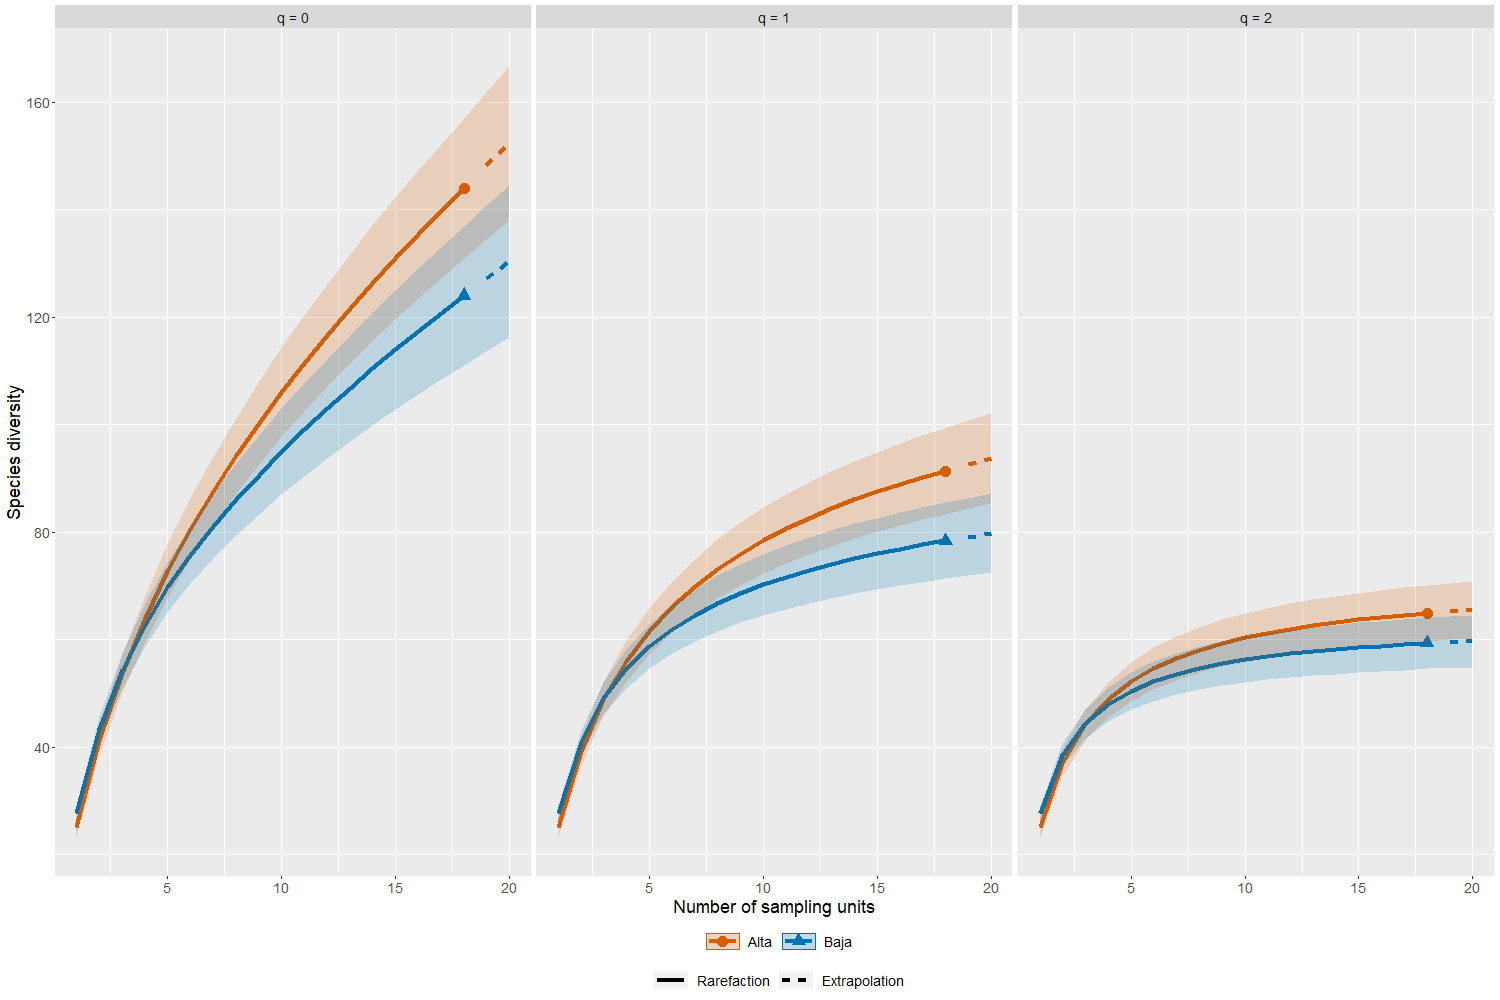 q = 0
q = 1
q = 2
160
120
80
40
Species diversity
5 10 15 20
5 10 15 20
5 10 15 20
Number of sampling units
Alta Baja
Rarefaction Extrapolation